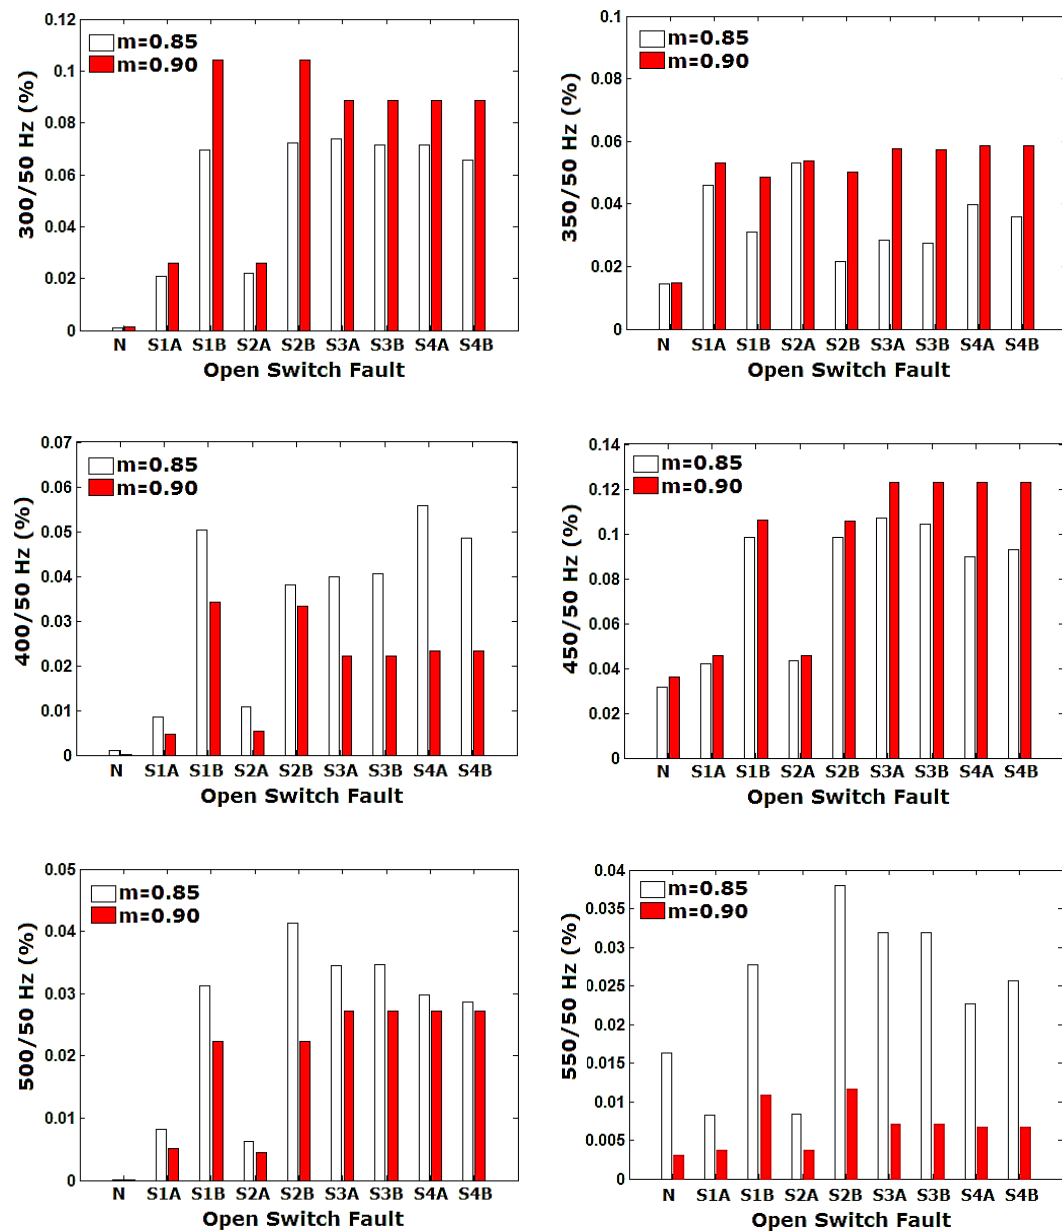 0.12
0.1
0.08
0.06
0.04
0.02
0
300/50 Hz (%)
m=0.85
m=0.90
N S1A S1B S2A S2B S3A S3B S4A S4B
Open Switch Fault
0.1
0.08
0.06
0.04
0.02
0
350/50 Hz (%)
m=0.85
m=0.90
N S1A S1B S2A S2B S3A S3B S4A S4B
Open Switch Fault
0.07
0.06
0.05
0.04
0.03
0.02
0.01
0
400/50 Hz (%)
m=0.85
m=0.90
N S1A S1B S2A S2B S3A S3B S4A S4B
Open Switch Fault
0.14
0.12
0.1
0.08
0.06
0.04
0.02
0
450/50 Hz (%)
m=0.85
m=0.90
N S1A S1B S2A S2B S3A S3B S4A S4B
Open Switch Fault
0.05
0.04
0.03
0.02
0.01
0
500/50 Hz (%)
m=0.85
m=0.90
N S1A S1B S2A S2B S3A S3B S4A S4B
Open Switch Fault
0.04
0.035
0.03
0.025
0.02
0.015
0.01
0.005
0
550/50 Hz (%)
m=0.85
m=0.90
N S1A S1B S2A S2B S3A S3B S4A S4B
Open Switch Fault